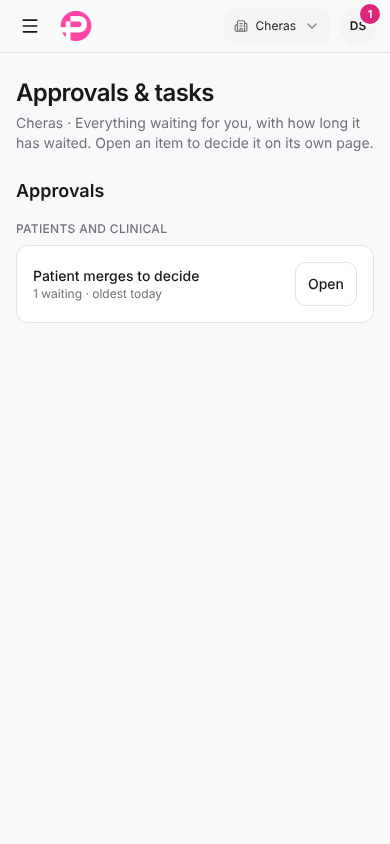 Cheras
DS
1
Approvals & tasks
Cheras · Everything waiting for you, with how long it
has waited. Open an item to decide it on its own page.
Approvals
PATIENTS AND CLINICAL
Patient merges to decide
1 waiting · oldest today
Open